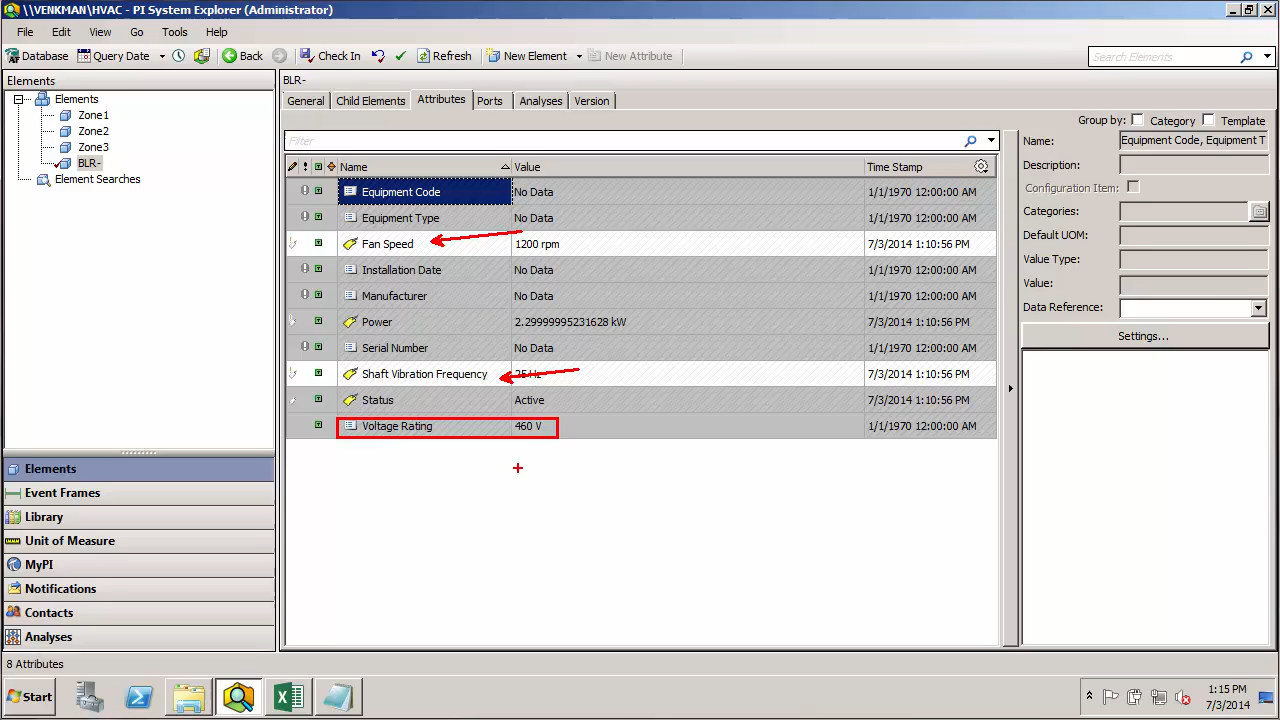 \\VENKMAN\HVAC - PI System Explorer (Administrator)
File Edit View Go Tools Help
Database Query Date Back Check In Refresh New Element New Attribute Search Elements
Elements
Elements
Zone1
Zone2
Zone3
BLR-
Element Searches
Elements
Event Frames
Library
Unit of Measure
MyPI
Notifications
Contacts
Analyses
BLR-
General Child Elements Attributes Ports Analyses Version
Group by: Category Template
Filter
Name Value Time Stamp
Equipment Code No Data 1/1/1970 12:00:00 AM
Equipment Type No Data 1/1/1970 12:00:00 AM
Fan Speed 1200 rpm 7/3/2014 1:10:56 PM
Installation Date No Data 1/1/1970 12:00:00 AM
Manufacturer No Data 1/1/1970 12:00:00 AM
Power 2.29999995231628 kW 7/3/2014 1:10:56 PM
Serial Number No Data 1/1/1970 12:00:00 AM
Shaft Vibration Frequency 7/3/2014 1:10:56 PM
Status Active 7/3/2014 1:10:56 PM
Voltage Rating 460 V 1/1/1970 12:00:00 AM
Name: Equipment Code, Equipment T
Description:
Configuration Item:
Categories:
Default UOM:
Value Type:
Value:
Data Reference:
Settings...
8 Attributes
Start
1:15 PM
7/3/2014